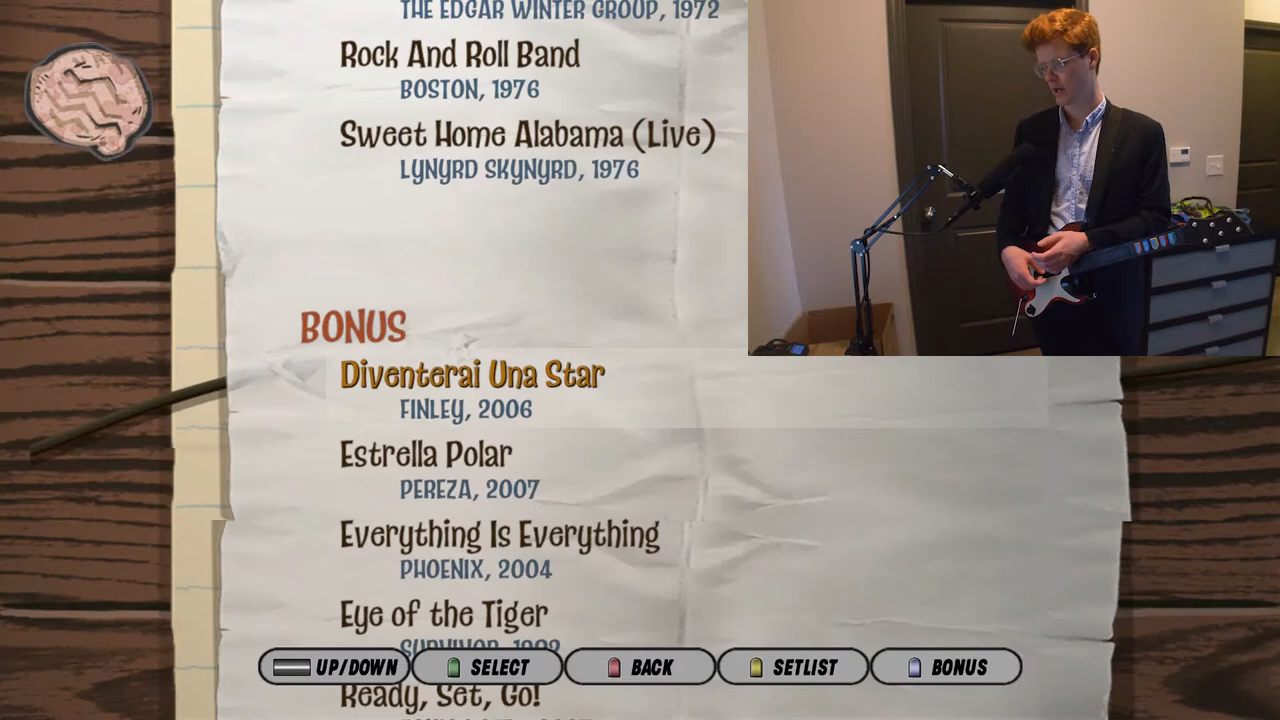 THE EDGAR WINTER GROUP, 1972
Rock And Roll Band
BOSTON, 1976
Sweet Home Alabama (Live)
LYNYRD SKYNYRD, 1976
BONUS
Diventerai Una Star
FINLEY, 2006
Estrella Polar
PEREZA, 2007
Everything Is Everything
PHOENIX, 2004
Eye of the Tiger
UP/DOWN SELECT BACK SETLIST BONUS
Ready, Set, Go!